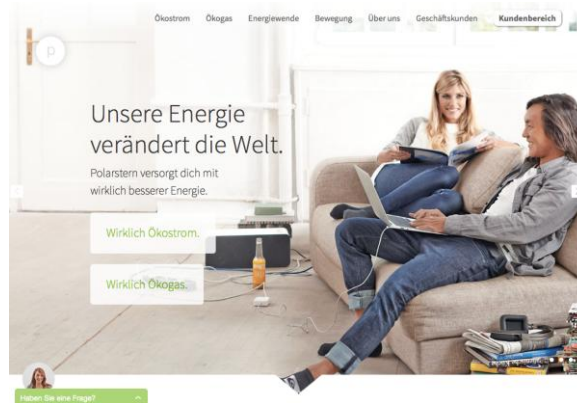 Ökostrom Ökogas Energiewende Bewegung Über uns Geschäftskunden Kundenbereich
p
Unsere Energie
verändert die Welt.
Polarstern versorgt dich mit
wirklich besserer Energie.
Wirklich Ökostrom.
Wirklich Ökogas.
Haben Sie eine Frage?